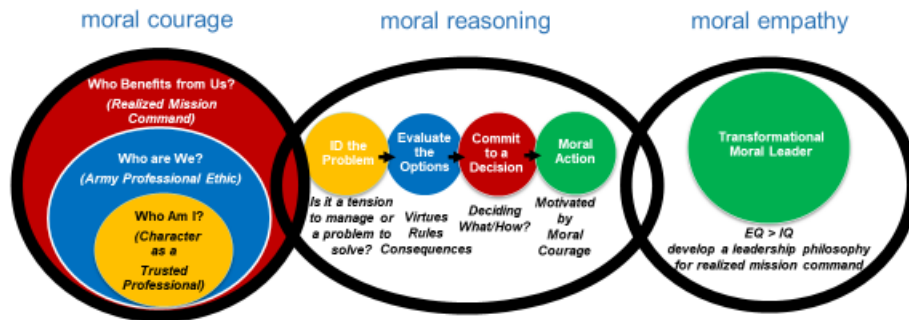 moral courage
moral reasoning
moral empathy
Who Benefits from Us?
(Realized Mission
Command)
Who are We?
(Army Professional Ethic)
Who Am I?
(Character
as a
Trusted
Professional)
ID the
Problem
Evaluate
the
Options
Commit
to a
Decision
Moral
Action
Is it a tension
to manage or
a problem to
solve?
Virtues
Rules
Consequences
Deciding
What/How?
Motivated
by
Moral
Courage
Transformational
Moral Leader
EQ > IQ
develop a leadership philosophy
for realized mission command